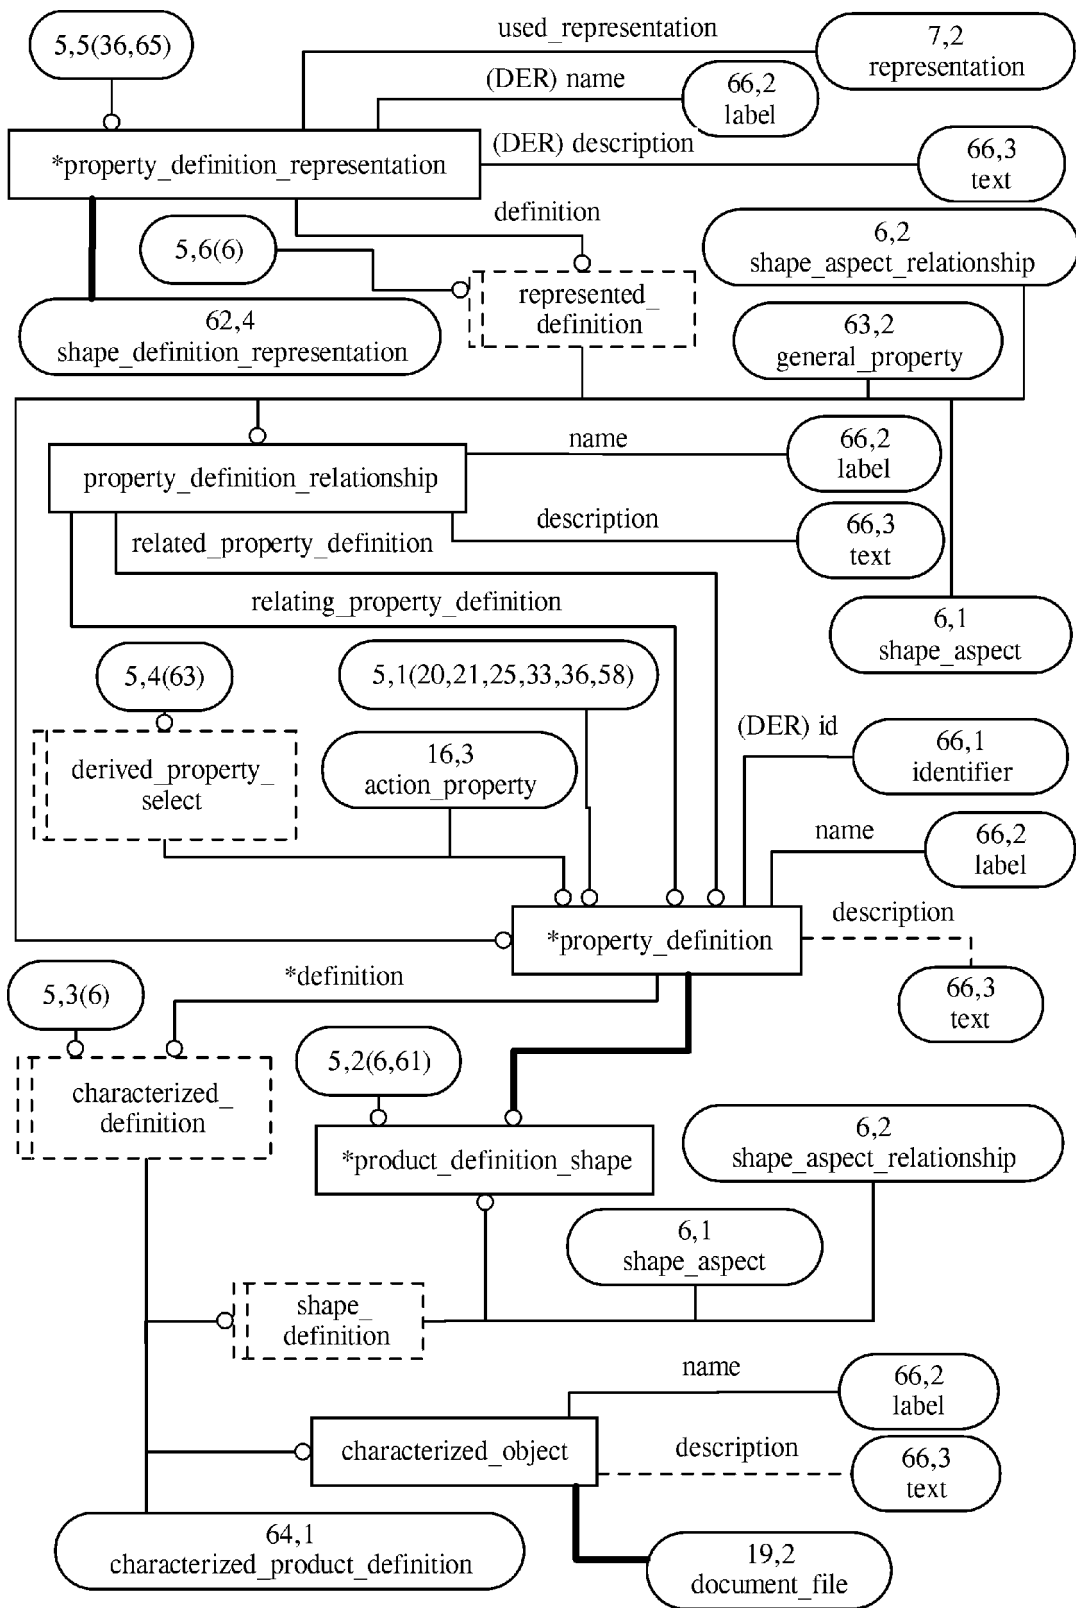 5,5(36,65)
used_representation
7,2
representation
(DER) name
66,2
label
*property_definition_representation
(DER) description
66,3
text
definition
5,6(6)
6,2
shape_aspect_relationship
represented_
definition
62,4
shape_definition_representation
63,2
general_property
name
66,2
label
property_definition_relationship
description
66,3
text
related_property_definition
relating_property_definition
6,1
shape_aspect
5,4(63)
5,1(20,21,25,33,36,58)
(DER) id
66,1
identifier
derived_property_
select
16,3
action_property
name
66,2
label
description
*property_definition
66,3
text
*definition
5,3(6)
5,2(6,61)
characterized_
definition
6,2
shape_aspect_relationship
*product_definition_shape
6,1
shape_aspect
shape_
definition
name
66,2
label
characterized_object
description
66,3
text
64,1
characterized_product_definition
19,2
document_file